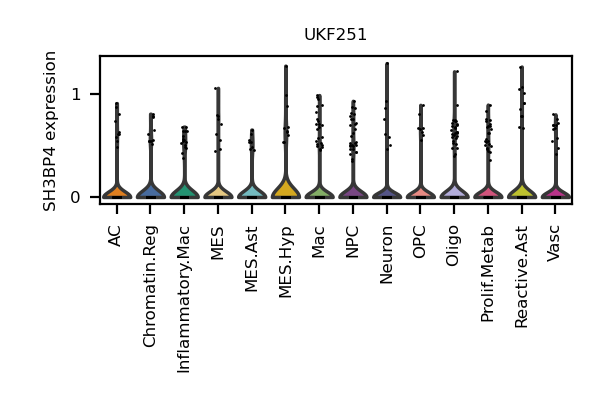 UKF251
SH3BP4 expression
1
0
AC
Chromatin.Reg
Inflammatory.Mac
MES
MES.Ast
MES.Hyp
Mac
NPC
Neuron
OPC
Oligo
Prolif.Metab
Reactive.Ast
Vasc